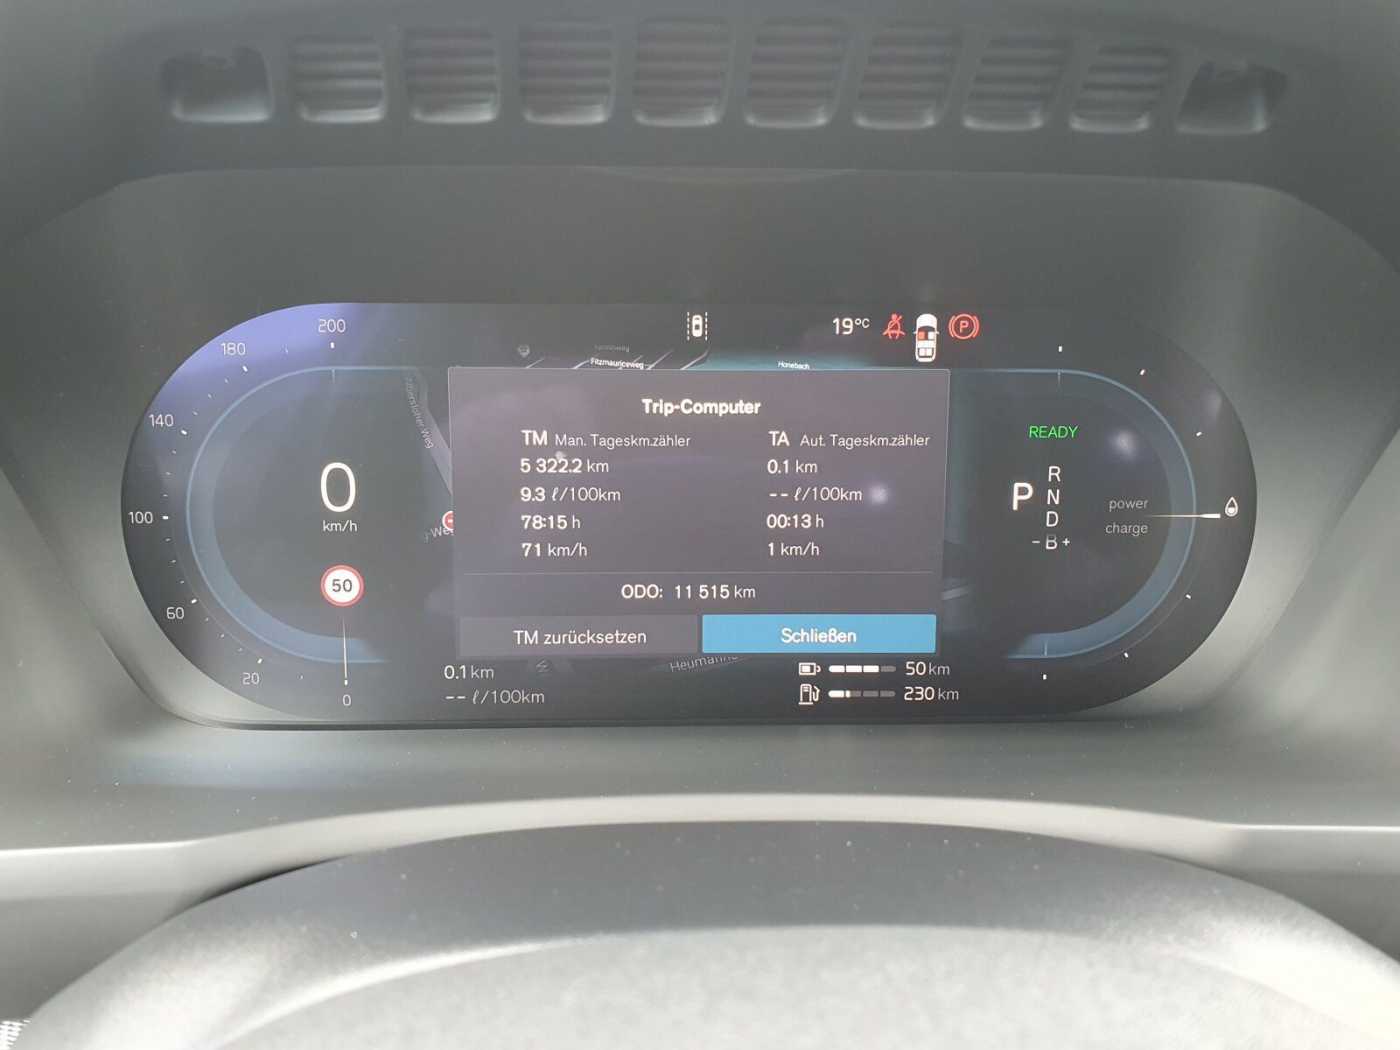 200
180
140
100
60
20
0
0
km/h
50
19°C
P
Fitzmauriceweg
Honebach
Trip-Computer
TM Man. Tageskm.zähler
5 322.2 km
9.3 ℓ/100km
78:15 h
71 km/h
TA Aut. Tageskm.zähler
0.1 km
-- ℓ/100km
00:13 h
1 km/h
ODO: 11 515 km
TM zurücksetzen
Schließen
0.1 km
-- ℓ/100km
50 km
230 km
READY
P
R
N
D
- B +
power
charge